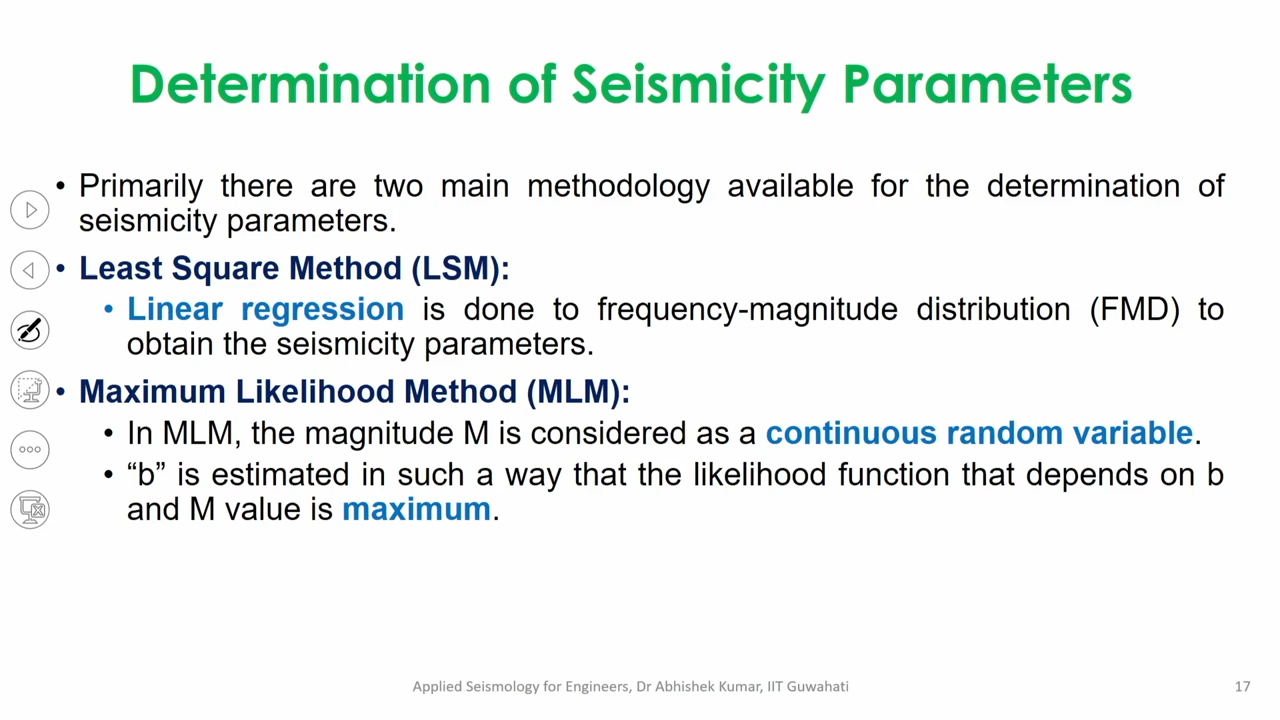 Determination of Seismicity Parameters
• Primarily there are two main methodology available for the determination of
seismicity parameters.
• Least Square Method (LSM):
• Linear regression is done to frequency-magnitude distribution (FMD) to
obtain the seismicity parameters.
• Maximum Likelihood Method (MLM):
• In MLM, the magnitude M is considered as a continuous random variable.
• “b” is estimated in such a way that the likelihood function that depends on b
and M value is maximum.
Applied Seismology for Engineers, Dr Abhishek Kumar, IIT Guwahati
17